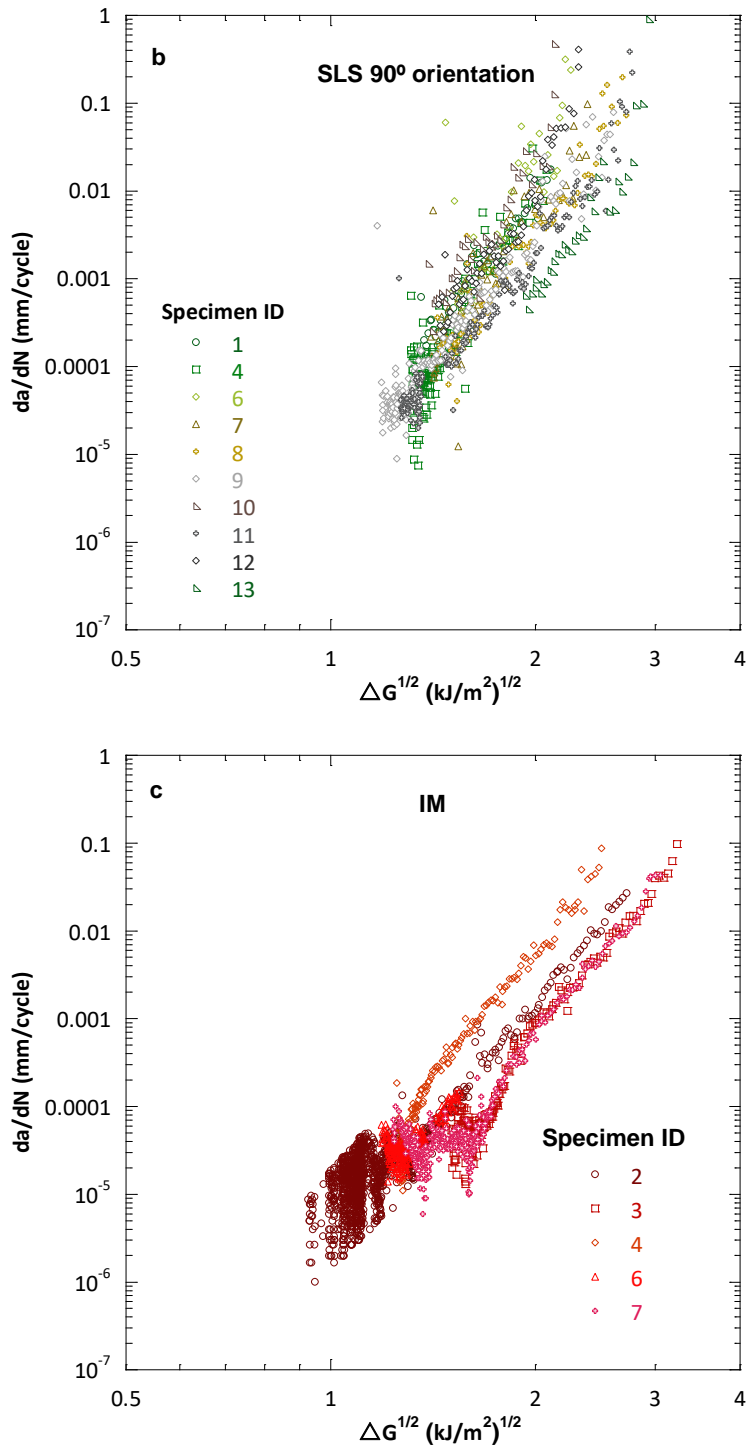 1
b
SLS 90º orientation
0.1
0.01
0.001
Specimen ID
1
0.0001
4
6
7
10⁻⁵
8
9
10
10⁻⁶
11
12
13
10⁻⁷
da/dN (mm/cycle)
0.5 1 2 3 4
△G^{1/2} (kJ/m²)^{1/2}
1
c
IM
0.1
0.01
0.001
0.0001
Specimen ID
10⁻⁵
2
3
4
10⁻⁶
6
7
10⁻⁷
da/dN (mm/cycle)
0.5 1 2 3 4
△G^{1/2} (kJ/m²)^{1/2}